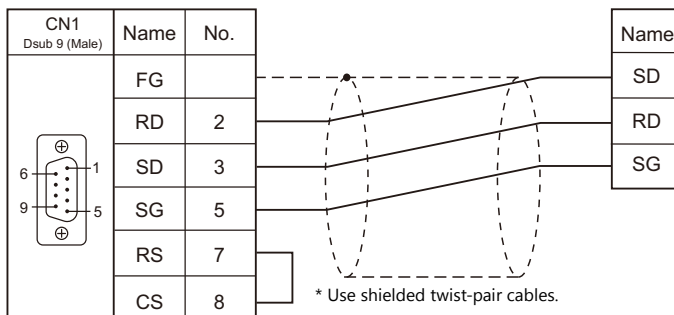 CN1
Dsub 9 (Male)
Name No.
Name
FG
SD
RD 2
RD
SD 3
SG
SG 5
RS 7
CS 8
6 1
9 5
* Use shielded twist-pair cables.